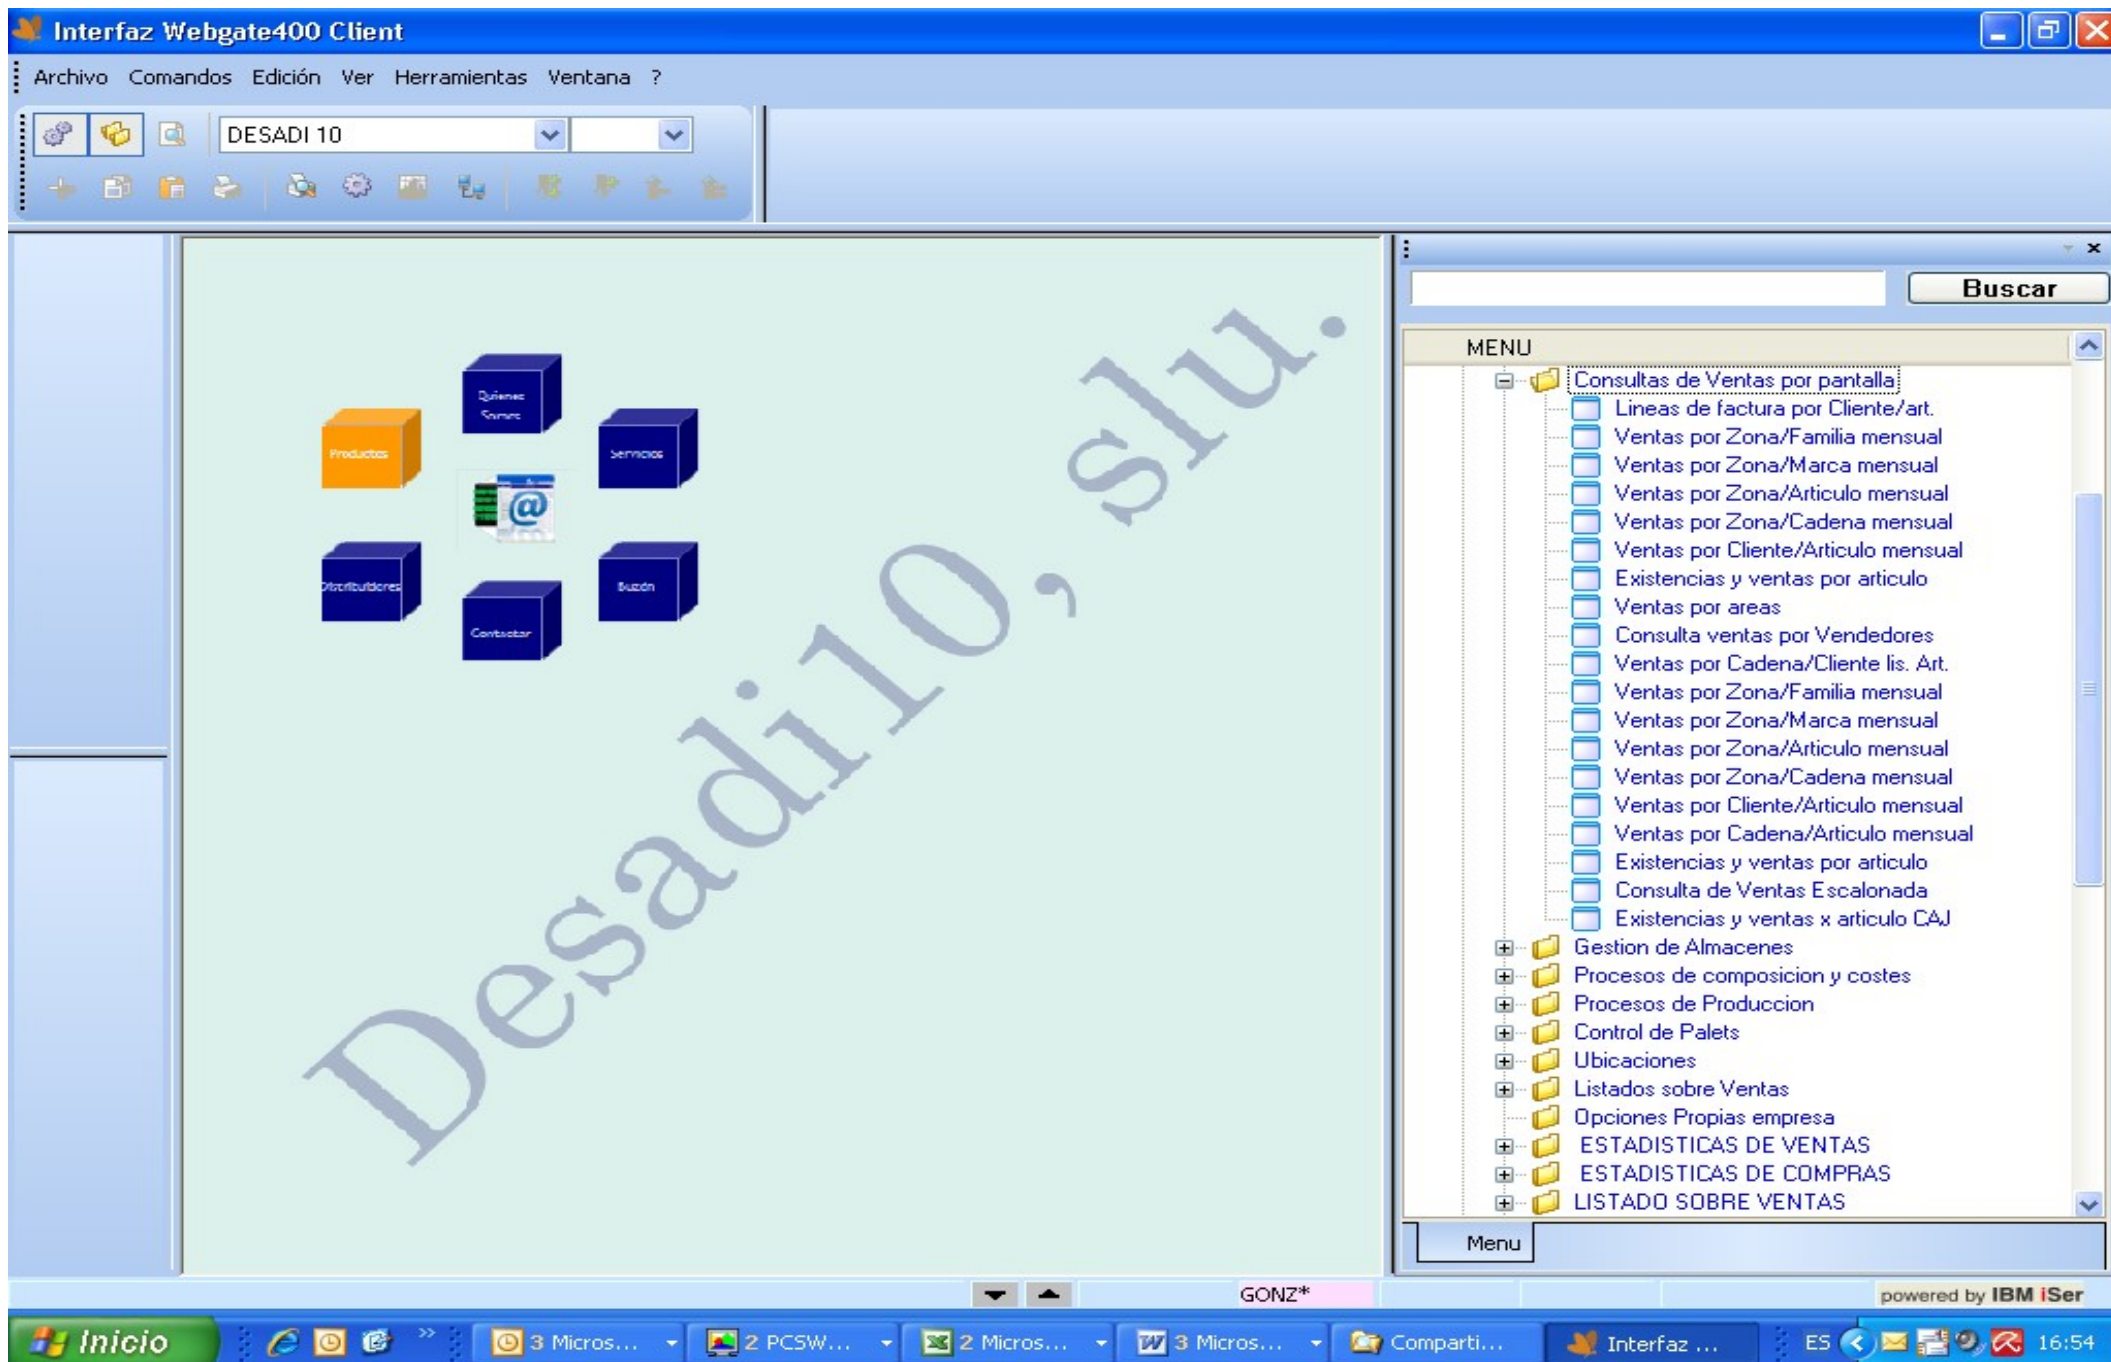 Interfaz Webgate400 Client
Archivo Comandos Edición Ver Herramientas Ventana ?
DESADI 10
Buscar
MENU
Consultas de Ventas por pantalla
Lineas de factura por Cliente/art.
Ventas por Zona/Familia mensual
Ventas por Zona/Marca mensual
Ventas por Zona/Articulo mensual
Ventas por Zona/Cadena mensual
Ventas por Cliente/Articulo mensual
Existencias y ventas por articulo
Ventas por areas
Consulta ventas por Vendedores
Ventas por Cadena/Cliente lis. Art.
Ventas por Zona/Familia mensual
Ventas por Zona/Marca mensual
Ventas por Zona/Articulo mensual
Ventas por Zona/Cadena mensual
Ventas por Cliente/Articulo mensual
Ventas por Cadena/Articulo mensual
Existencias y ventas por articulo
Consulta de Ventas Escalonada
Existencias y ventas x articulo CAJ
Gestion de Almacenes
Procesos de composicion y costes
Procesos de Produccion
Control de Palets
Ubicaciones
Listados sobre Ventas
Opciones Propias empresa
ESTADISTICAS DE VENTAS
ESTADISTICAS DE COMPRAS
LISTADO SOBRE VENTAS
Menu
Quienes
Somos
Productos
Servicios
@
Distribuidores
Buzón
Contactar
Desadi10, slu.
GONZ*
powered by IBM iSer
Inicio
3 Micros...
2 PCSW...
2 Micros...
3 Micros...
Comparti...
Interfaz ...
ES
16:54